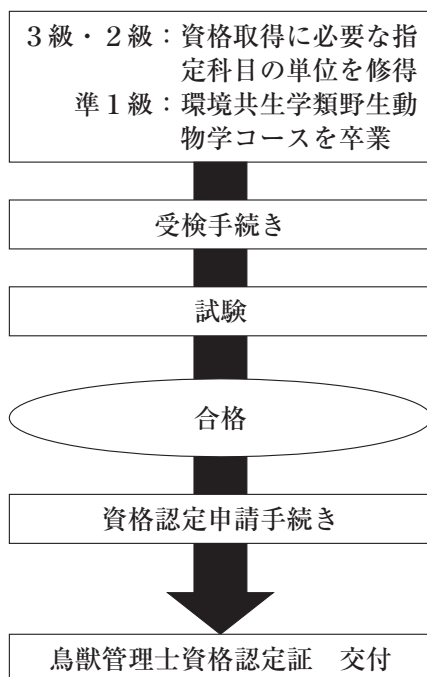 ３級・２級：資格取得に必要な指
定科目の単位を修得
準１級：環境共生学類野生動
物学コースを卒業
受検手続き
試験
合格
資格認定申請手続き
鳥獣管理士資格認定証　交付